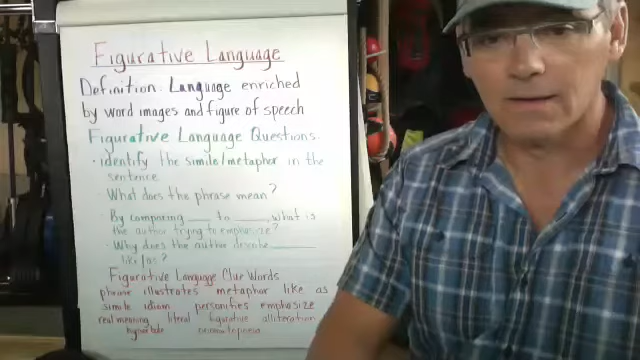 Figurative Language
Definition: Language enriched
by word images and figure of speech
Figurative Language Questions.
• identify the simile/metaphor in the
sentence
What does the phrase mean?
• By comparing ___ to ___, what is
the author trying to emphasize?
• Why does the author describe ______
like/as?
Figurative Language Clue Words
phrase illustrates metaphor like as
simile idiom personifies emphasize
real meaning literal figurative alliteration